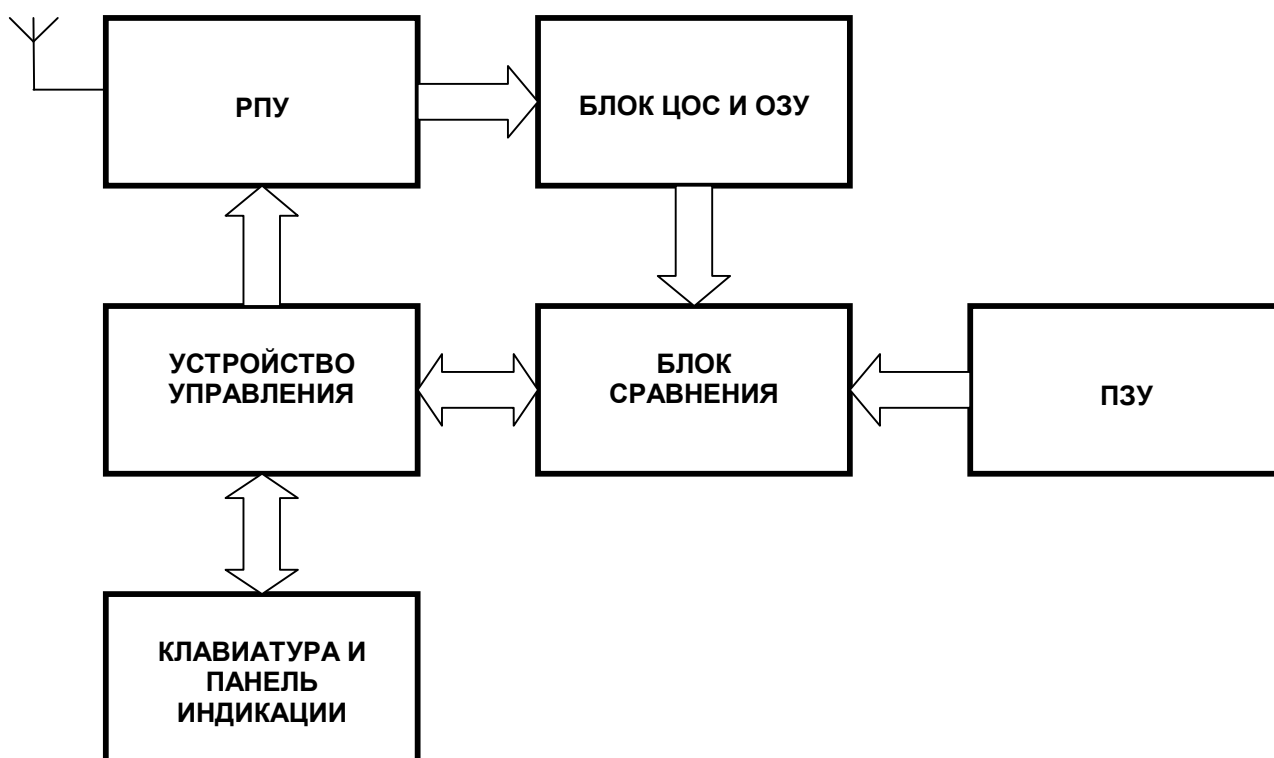 РПУ
БЛОК ЦОС И ОЗУ
УСТРОЙСТВО
УПРАВЛЕНИЯ
БЛОК
СРАВНЕНИЯ
ПЗУ
КЛАВИАТУРА И
ПАНЕЛЬ
ИНДИКАЦИИ